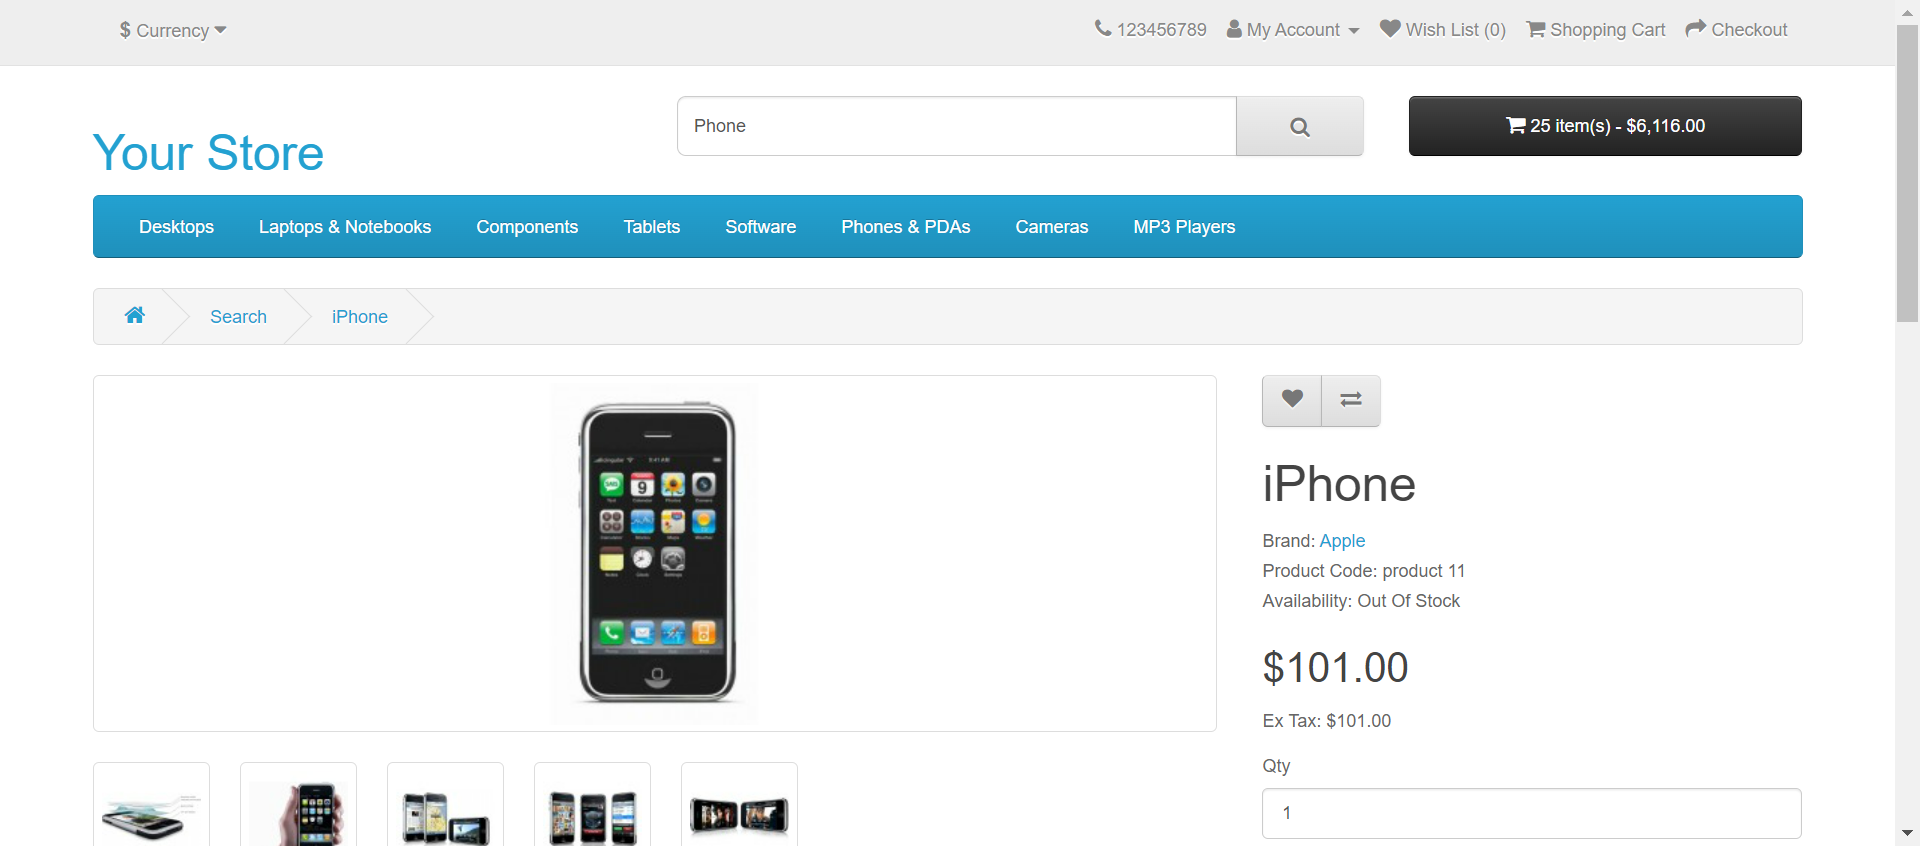 $ Currency
123456789 My Account Wish List (0) Shopping Cart Checkout
Your Store
Phone
25 item(s) - $6,116.00
Desktops Laptops & Notebooks Components Tablets Software Phones & PDAs Cameras MP3 Players
Search iPhone
iPhone
Brand: Apple
Product Code: product 11
Availability: Out Of Stock
$101.00
Ex Tax: $101.00
Qty
1